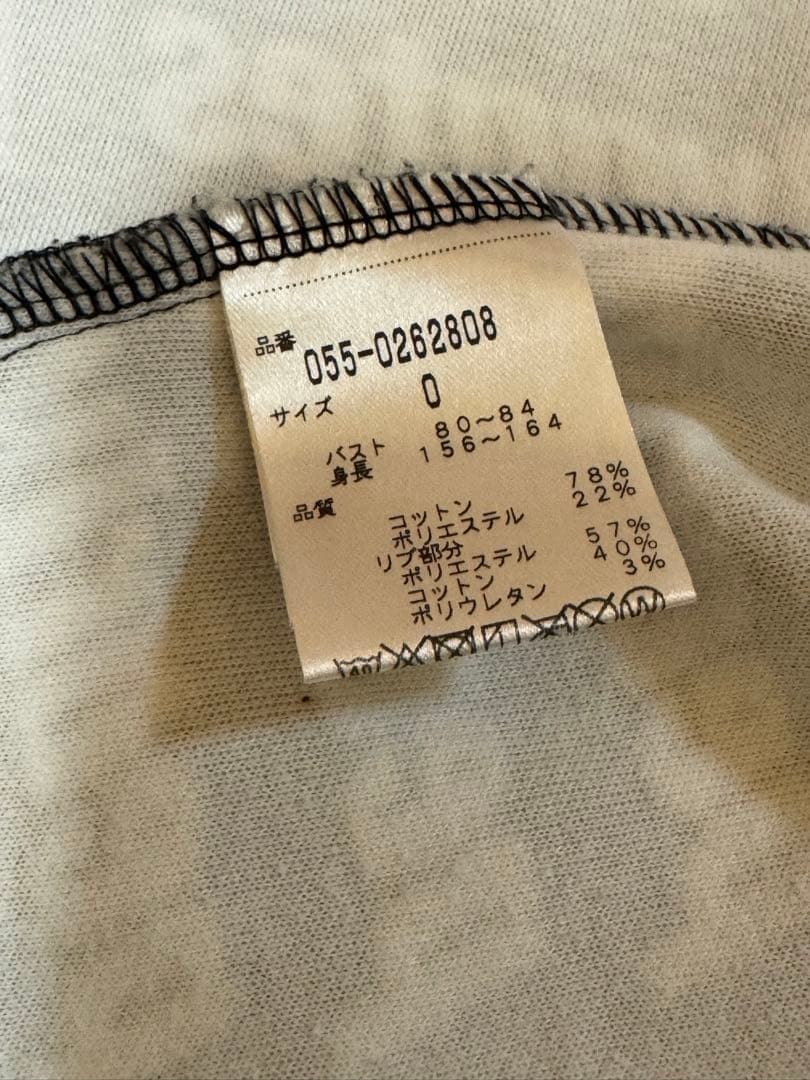 品番 055-0262808
サイズ 0
バスト 80〜84
身長 156〜164
品質
コットン 78%
ポリエステル 22%
リブ部分
ポリエステル 57%
コットン 40%
ポリウレタン 3%
40 W